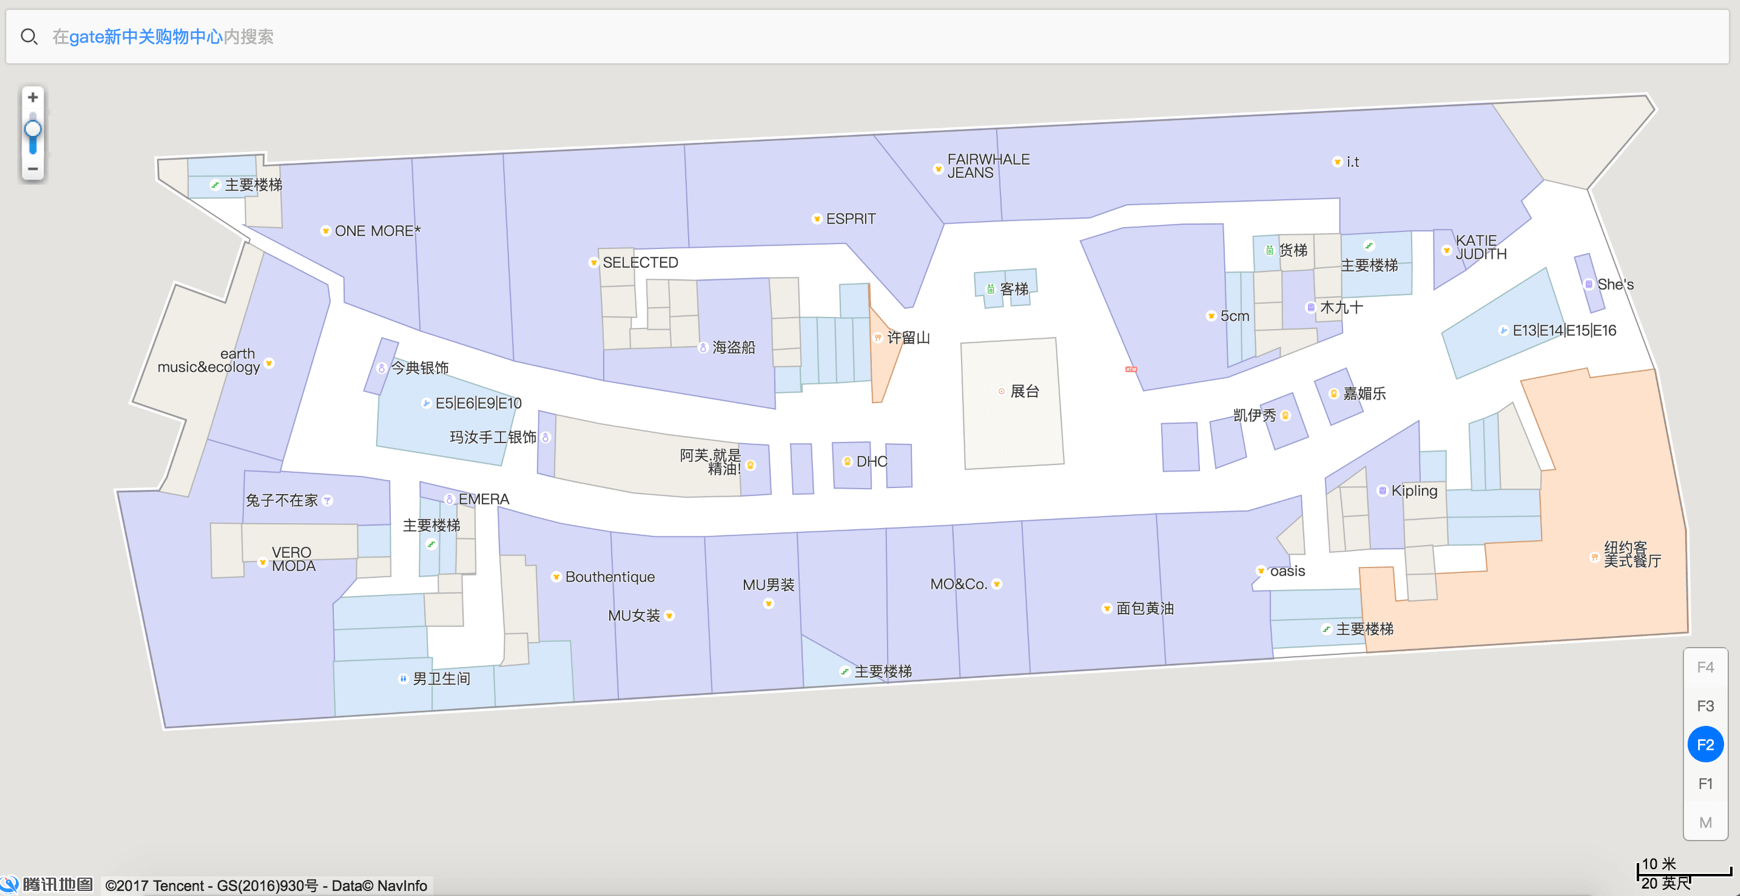 在gate新中关购物中心内搜索
+
−
主要楼梯
ONE MORE*
SELECTED
ESPRIT
FAIRWHALE
JEANS
i.t
货梯
主要楼梯
KATIE
JUDITH
She's
客梯
5cm
木九十
E13|E14|E15|E16
海盗船
许留山
展台
earth
music&ecology
今典银饰
E5|E6|E9|E10
玛汝手工银饰
阿芙.就是
精油!
DHC
凯伊秀
嘉媚乐
Kipling
兔子不在家
EMERA
主要楼梯
VERO
MODA
Bouthentique
MU女装
MU男装
MO&Co.
面包黄油
oasis
纽约客
美式餐厅
主要楼梯
主要楼梯
男卫生间
F4
F3
F2
F1
M
10 米
20 英尺
腾讯地图
©2017 Tencent - GS(2016)930号 - Data© NavInfo